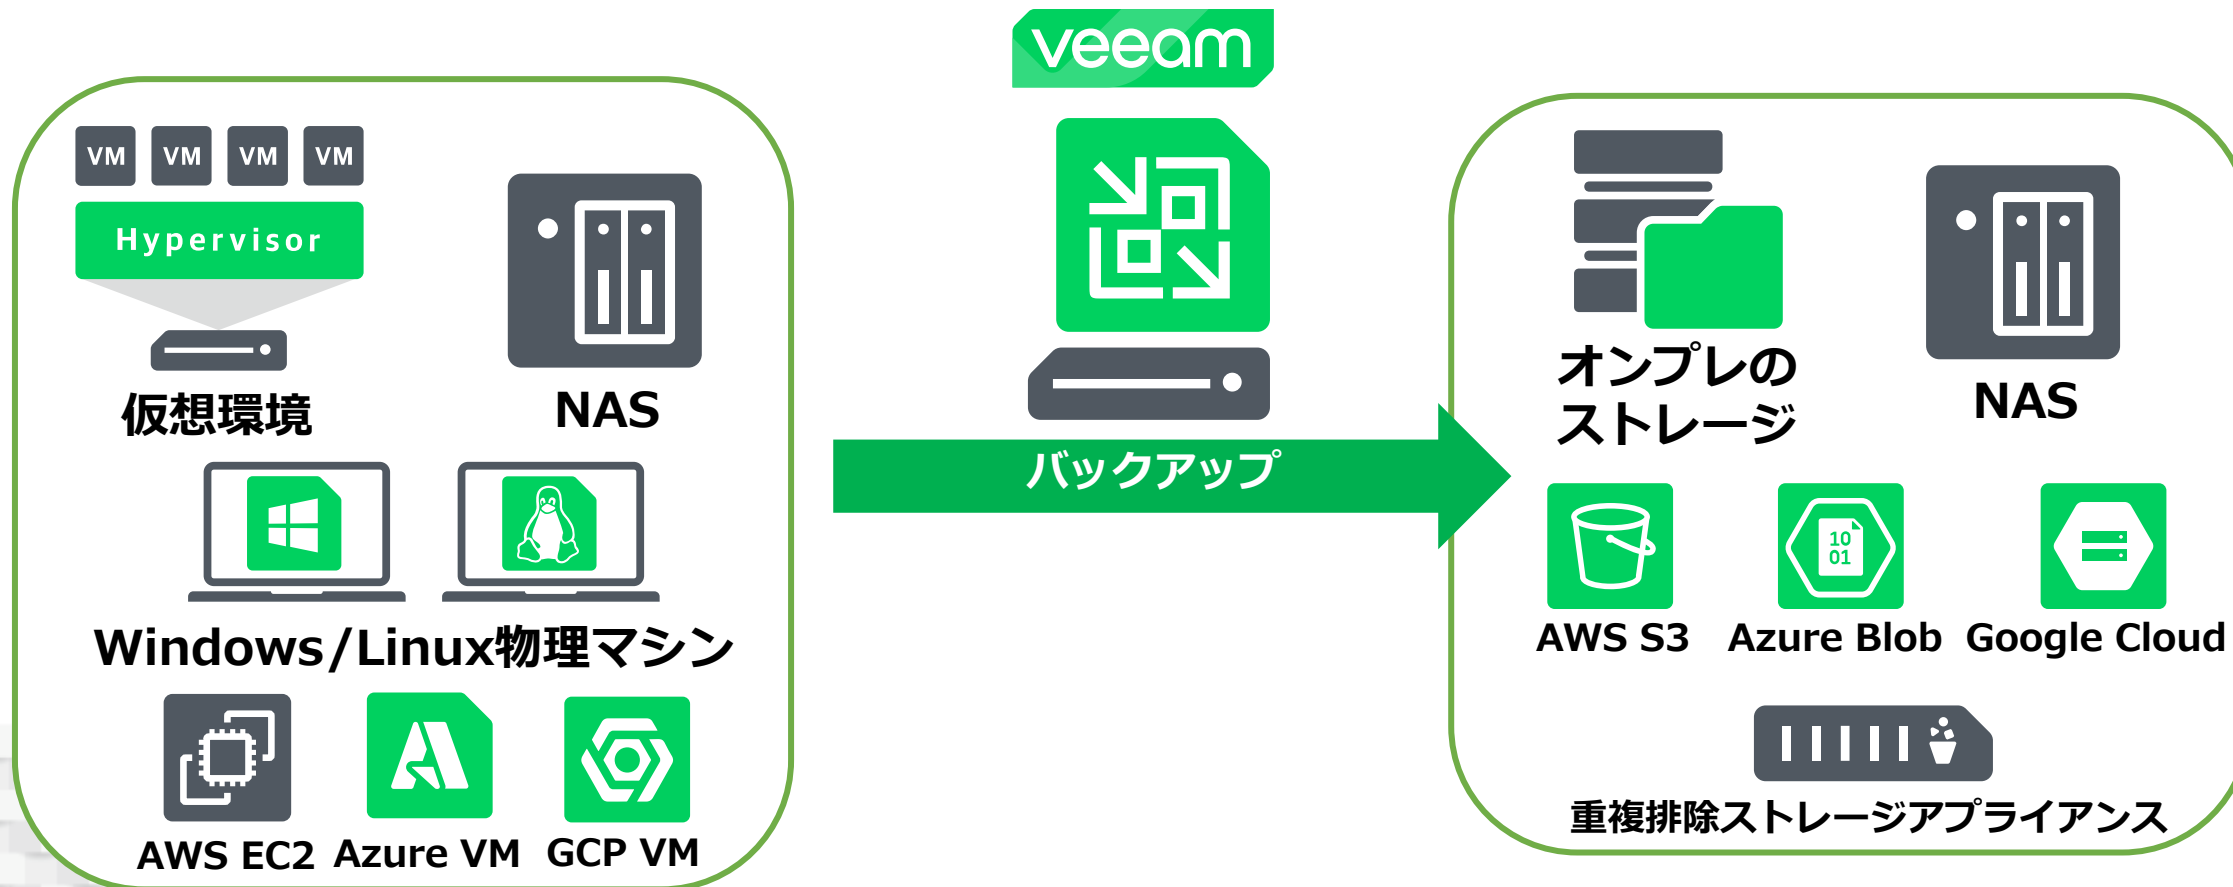 veeam
VM VM VM VM
Hypervisor
仮想環境
NAS
Windows/Linux物理マシン
AWS EC2
Azure VM
GCP VM
バックアップ
オンプレの
ストレージ
NAS
AWS S3
Azure Blob
10
01
Google Cloud
重複排除ストレージアプライアンス